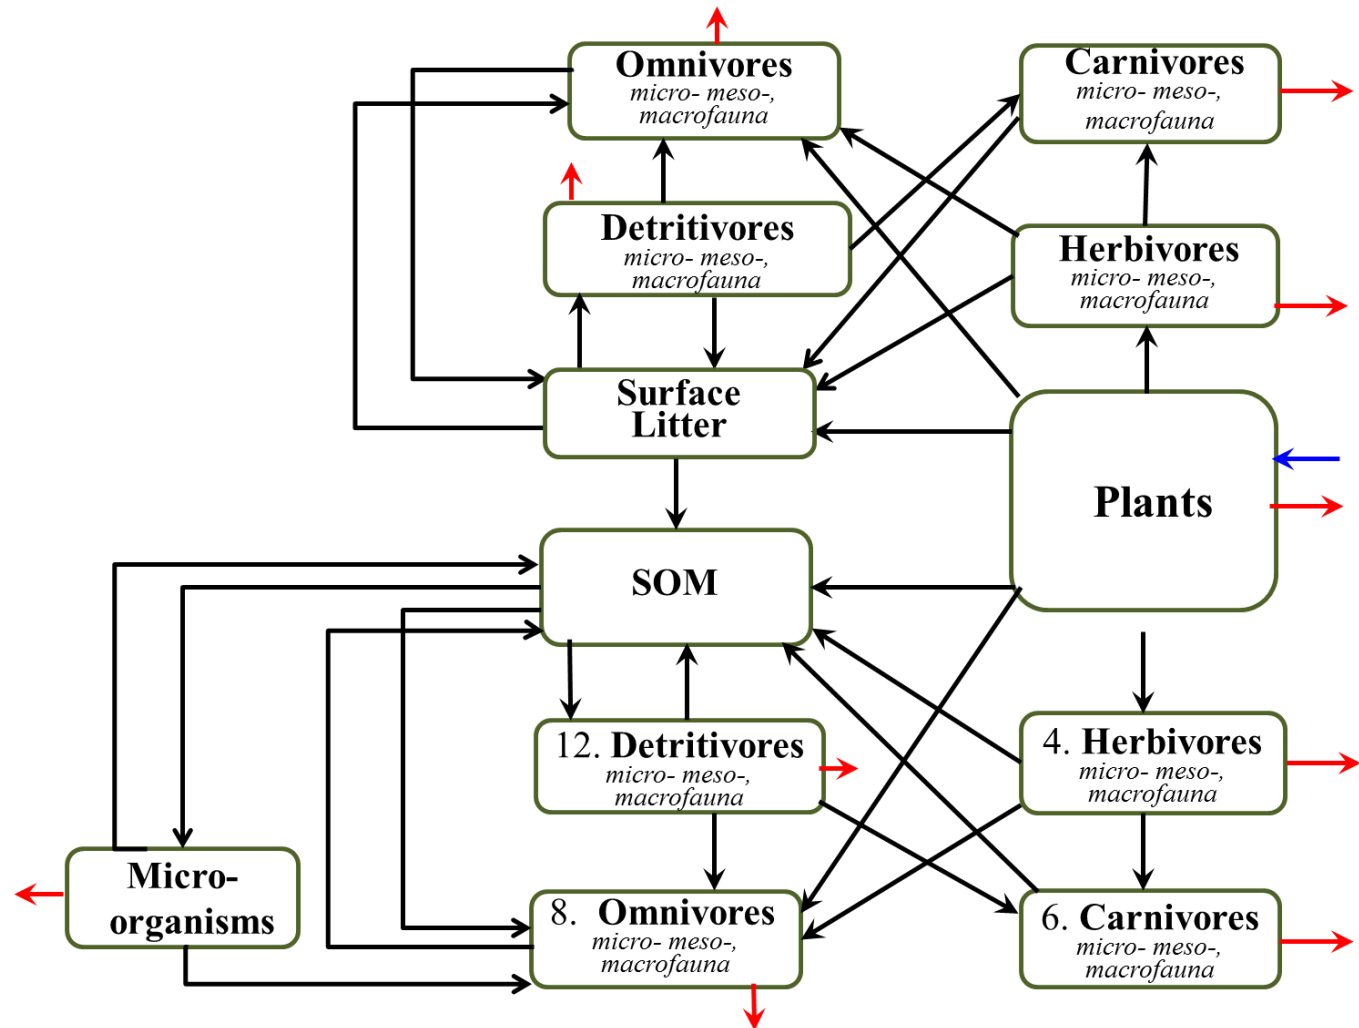 Omnivores
micro- meso-,
macrofauna
Carnivores
micro- meso-,
macrofauna
Detritivores
micro- meso-,
macrofauna
Herbivores
micro- meso-,
macrofauna
Surface
Litter
Plants
SOM
12. Detritivores
micro- meso-,
macrofauna
4. Herbivores
micro- meso-,
macrofauna
Micro-
organisms
8. Omnivores
micro- meso-,
macrofauna
6. Carnivores
micro- meso-,
macrofauna